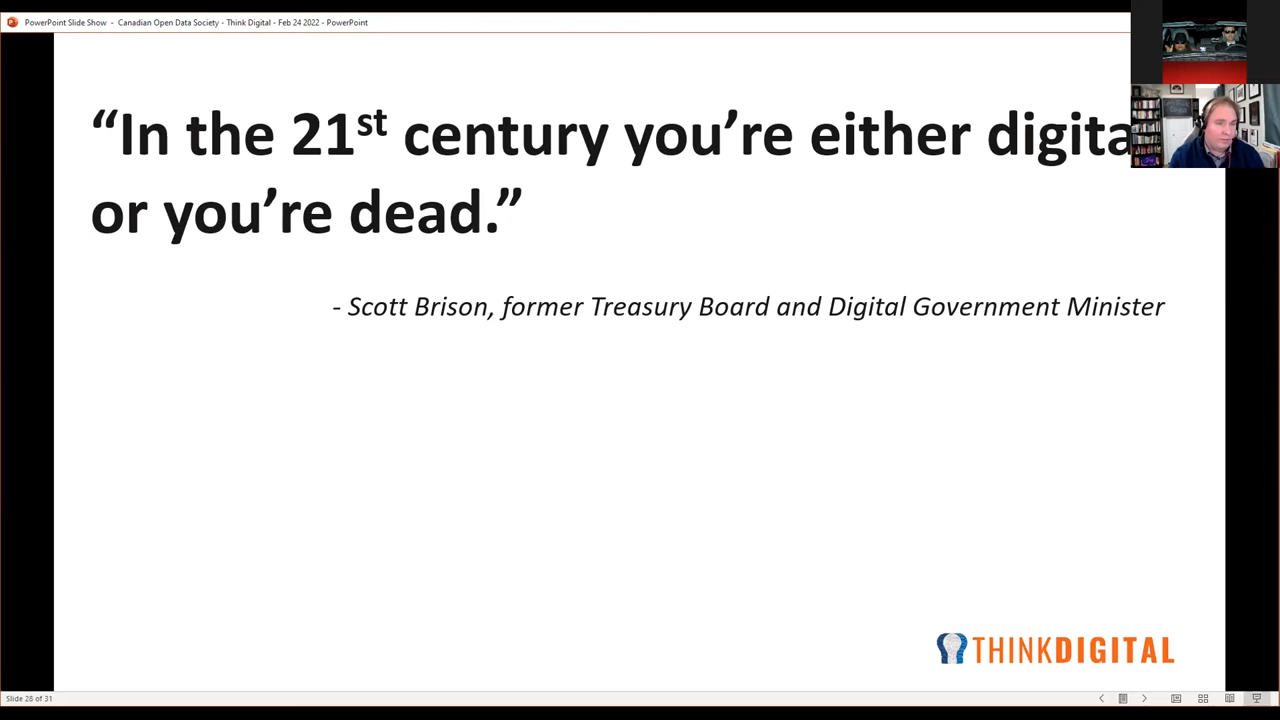 PowerPoint Slide Show - Canadian Open Data Society - Think Digital - Feb 24 2022 - PowerPoint
“In the 21st century you’re either digita
or you’re dead.”
- Scott Brison, former Treasury Board and Digital Government Minister
THINKDIGITAL
Slide 28 of 31